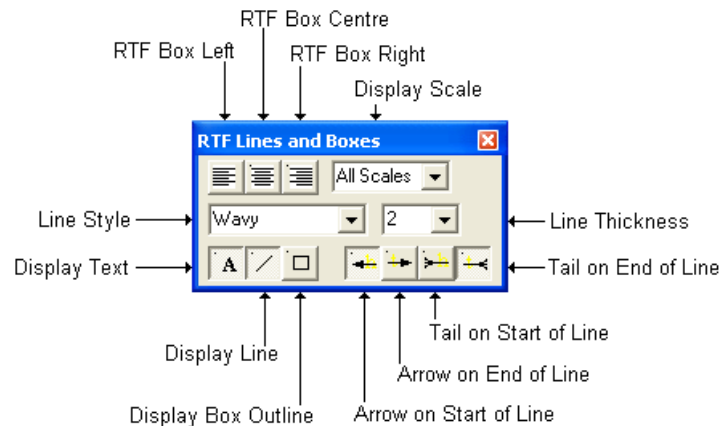 RTF Box Centre
RTF Box Left
RTF Box Right
Display Scale
RTF Lines and Boxes
All Scales
Line Style
Wavy
2
Line Thickness
Display Text
A
Tail on End of Line
Tail on Start of Line
Display Line
Arrow on End of Line
Display Box Outline
Arrow on Start of Line